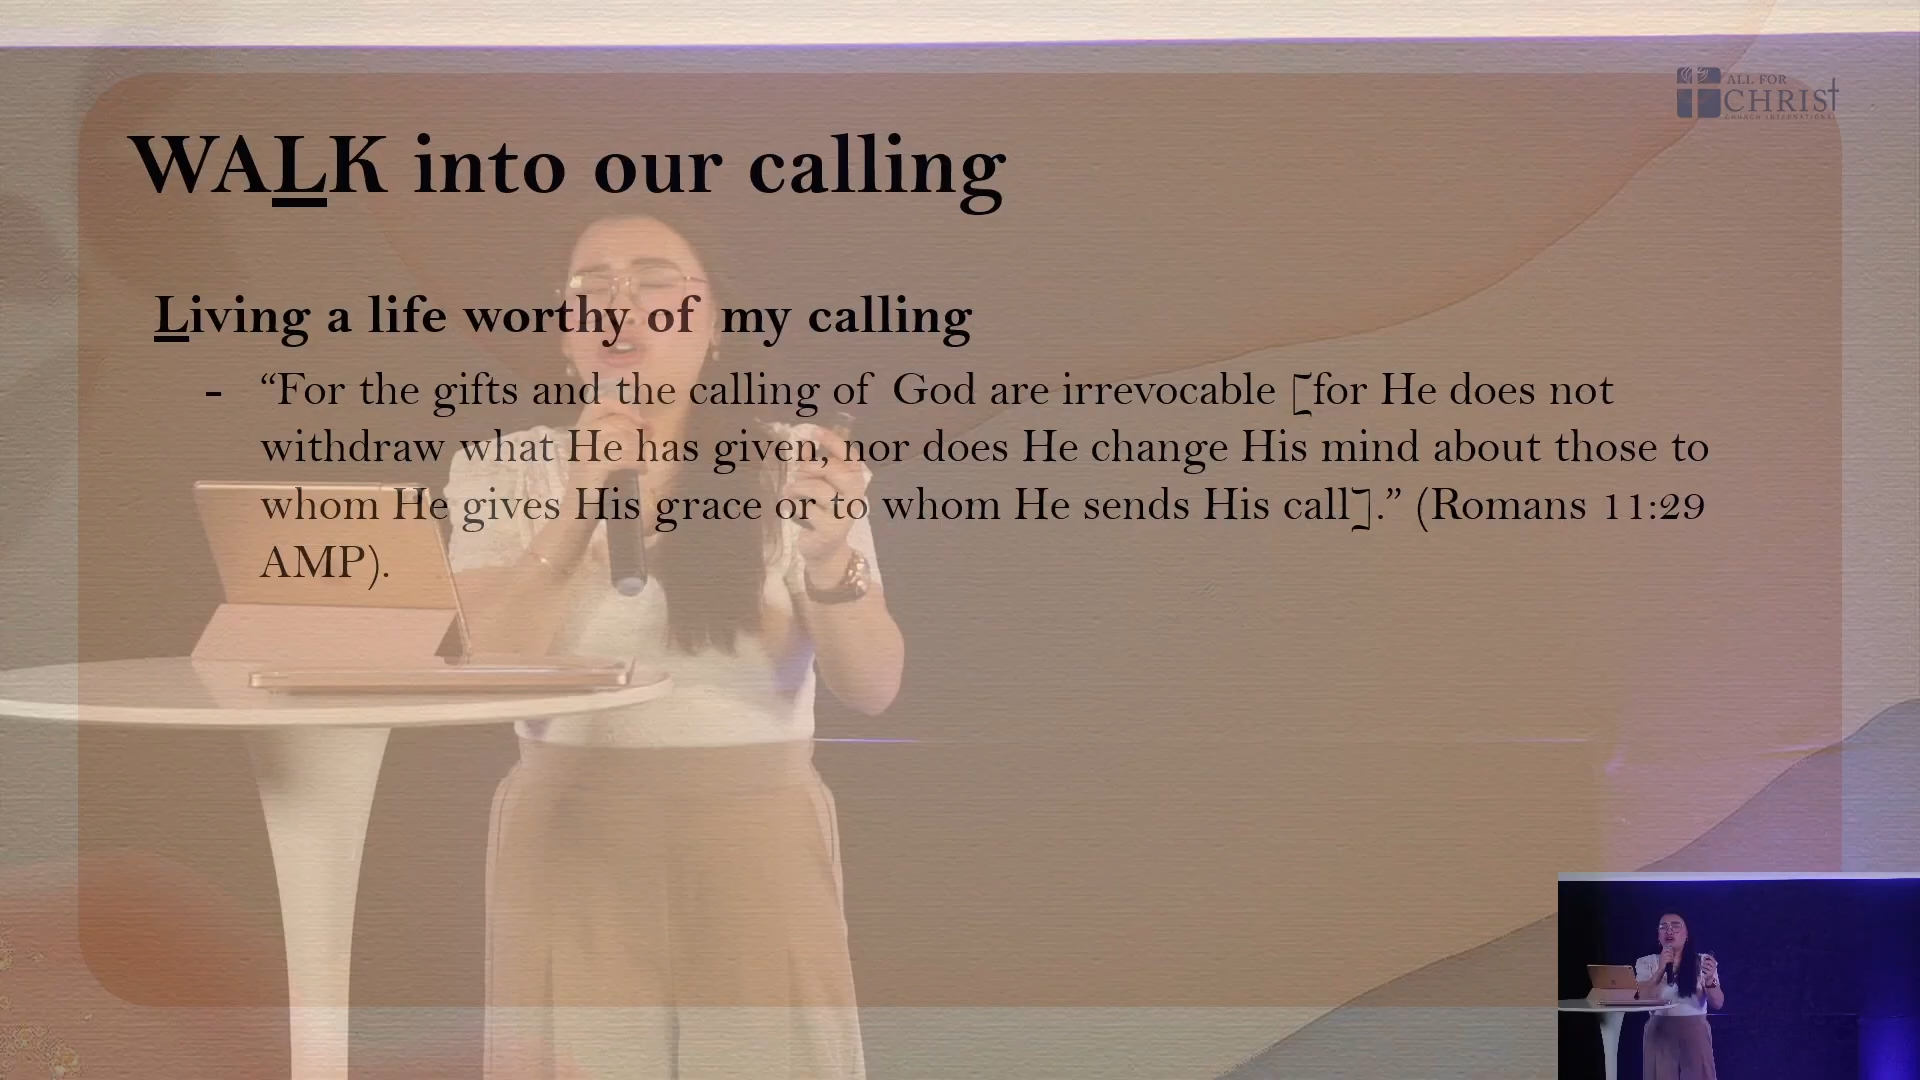 ALL FOR
CHRIST
CHURCH INTERNATIONAL
WALK into our calling
Living a life worthy of my calling
- “For the gifts and the calling of God are irrevocable [for He does not
withdraw what He has given, nor does He change His mind about those to
whom He gives His grace or to whom He sends His call].” (Romans 11:29
AMP).